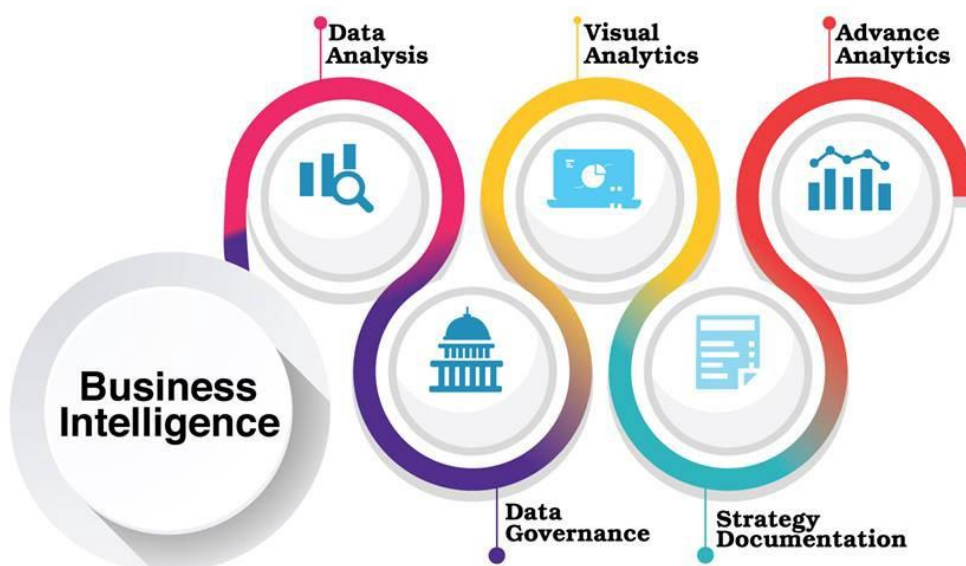 Data
Analysis
Visual
Analytics
Advance
Analytics
Business
Intelligence
Data
Governance
Strategy
Documentation